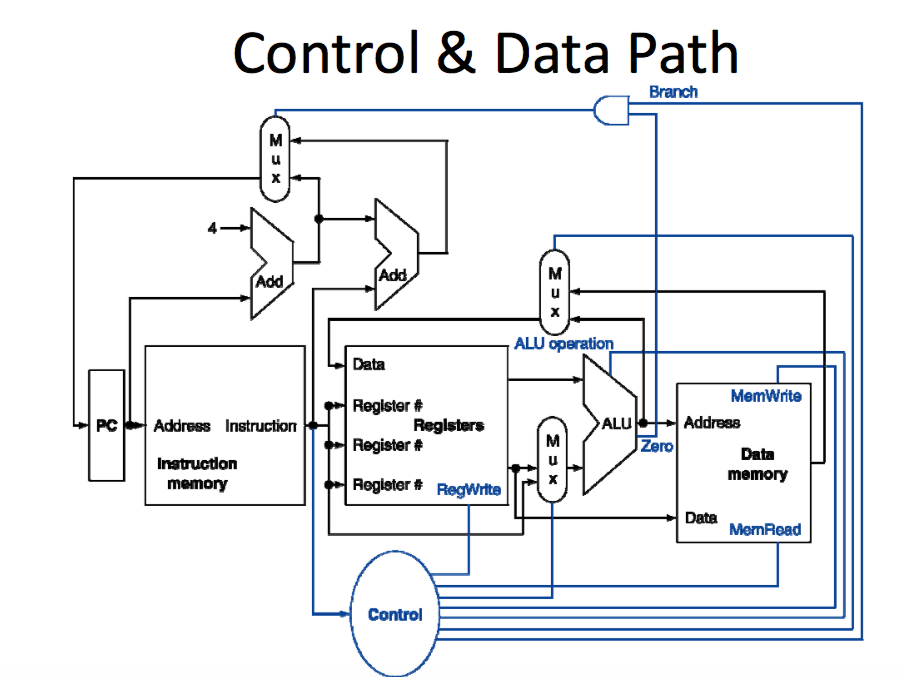 Control & Data Path
Branch
M
u
x
4
Add
Add
M
u
x
ALU operation
Data
PC
Address Instruction
Instruction
memory
Register #
Registers
Register #
Register #
RegWrite
M
u
x
ALU
Zero
MemWrite
Address
Data
memory
Data
MemRead
Control